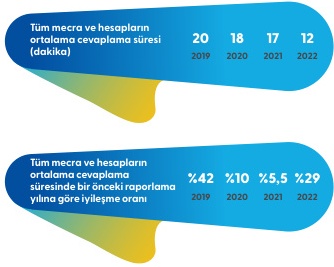 Tüm mecra ve hesapların
ortalama cevaplama süresi
(dakika)
20 18 17 12
2019 2020 2021 2022
Tüm mecra ve hesapların
ortalama cevaplama
süresinde bir önceki raporlama
yılına göre iyileşme oranı
%42 %10 %5,5 %29
2019 2020 2021 2022